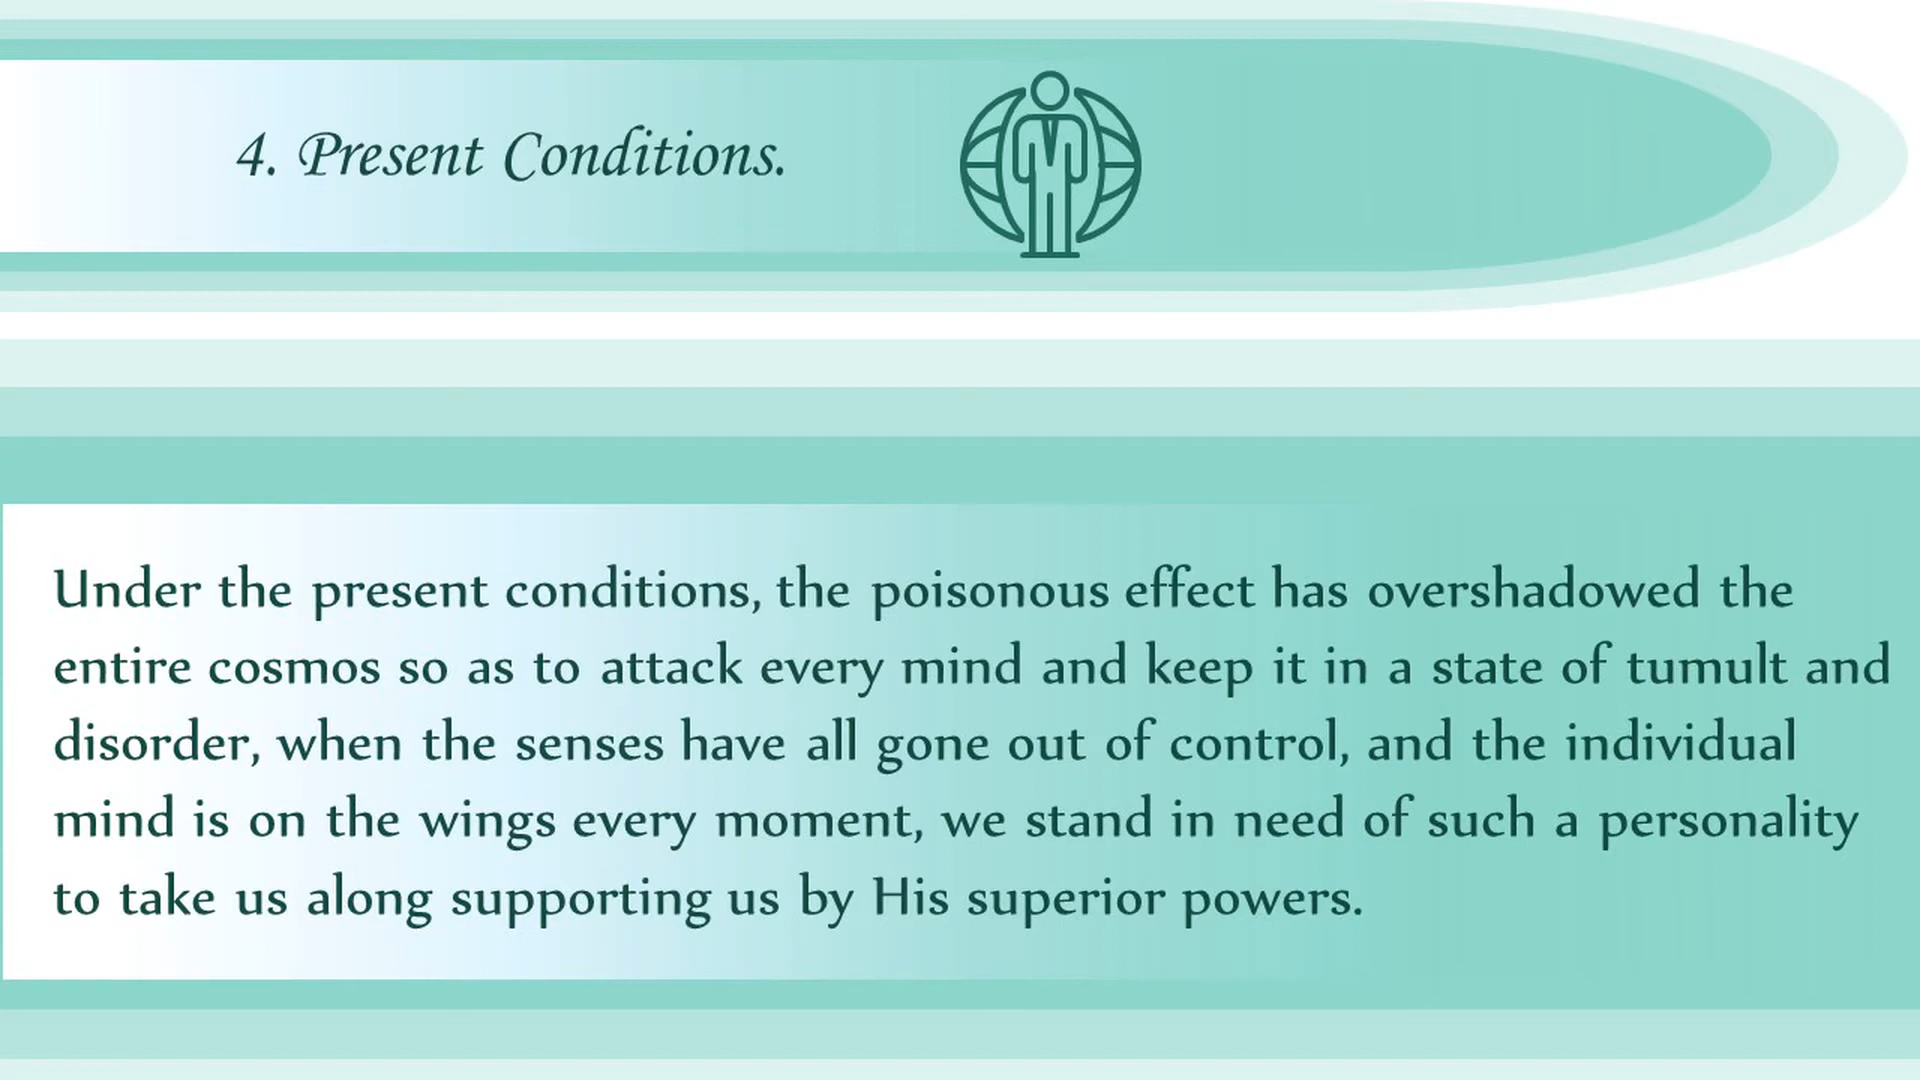 4. Present Conditions.
Under the present conditions, the poisonous effect has overshadowed the
entire cosmos so as to attack every mind and keep it in a state of tumult and
disorder, when the senses have all gone out of control, and the individual
mind is on the wings every moment, we stand in need of such a personality
to take us along supporting us by His superior powers.